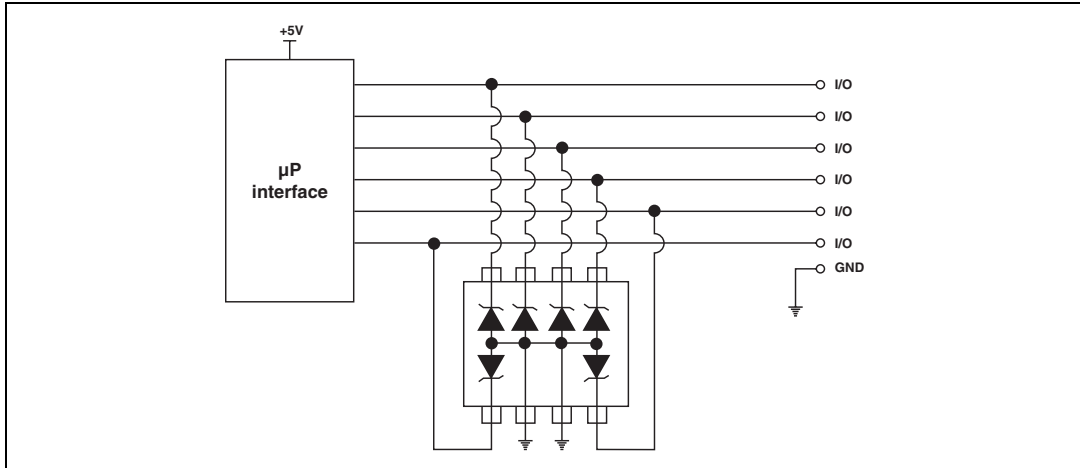 +5V
µP
interface
I/O
I/O
I/O
I/O
I/O
I/O
GND